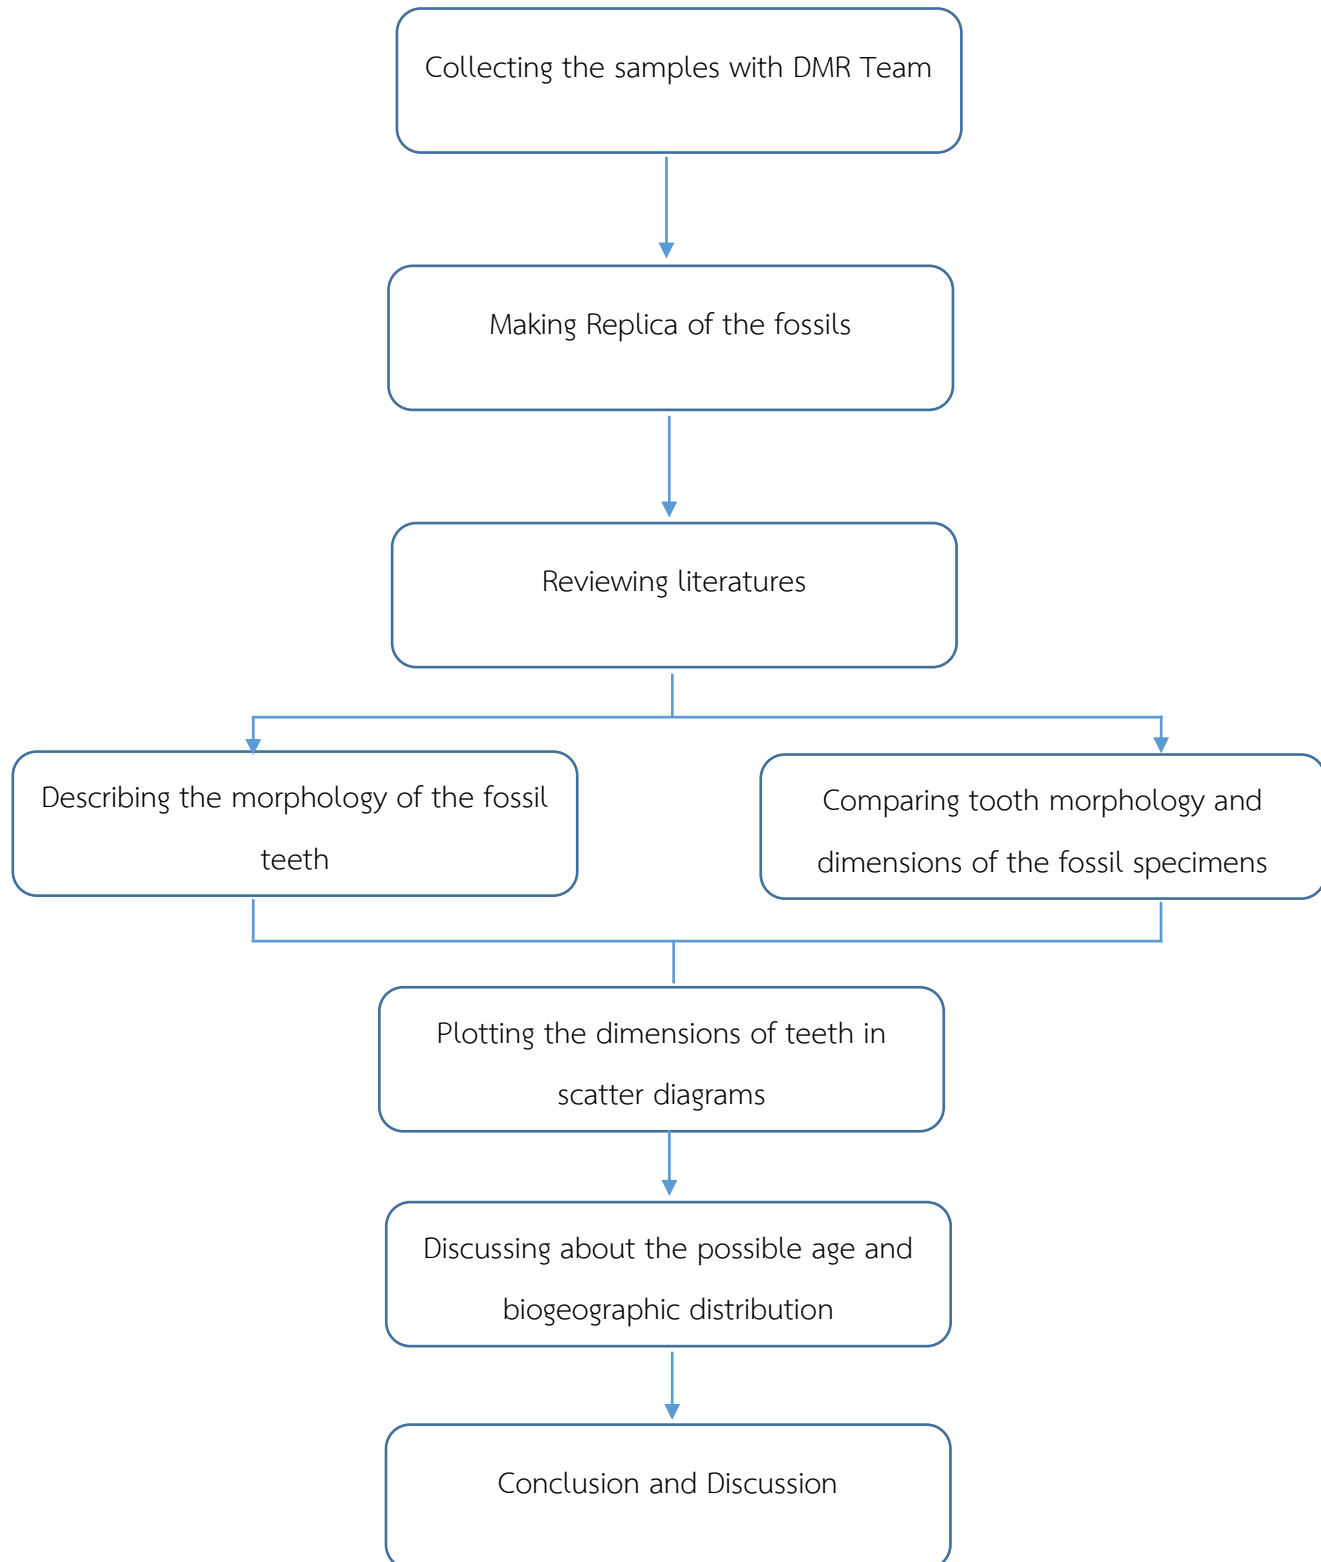 Collecting the samples with DMR Team
Making Replica of the fossils
Reviewing literatures
Describing the morphology of the fossil
teeth
Comparing tooth morphology and
dimensions of the fossil specimens
Plotting the dimensions of teeth in
scatter diagrams
Discussing about the possible age and
biogeographic distribution
Conclusion and Discussion